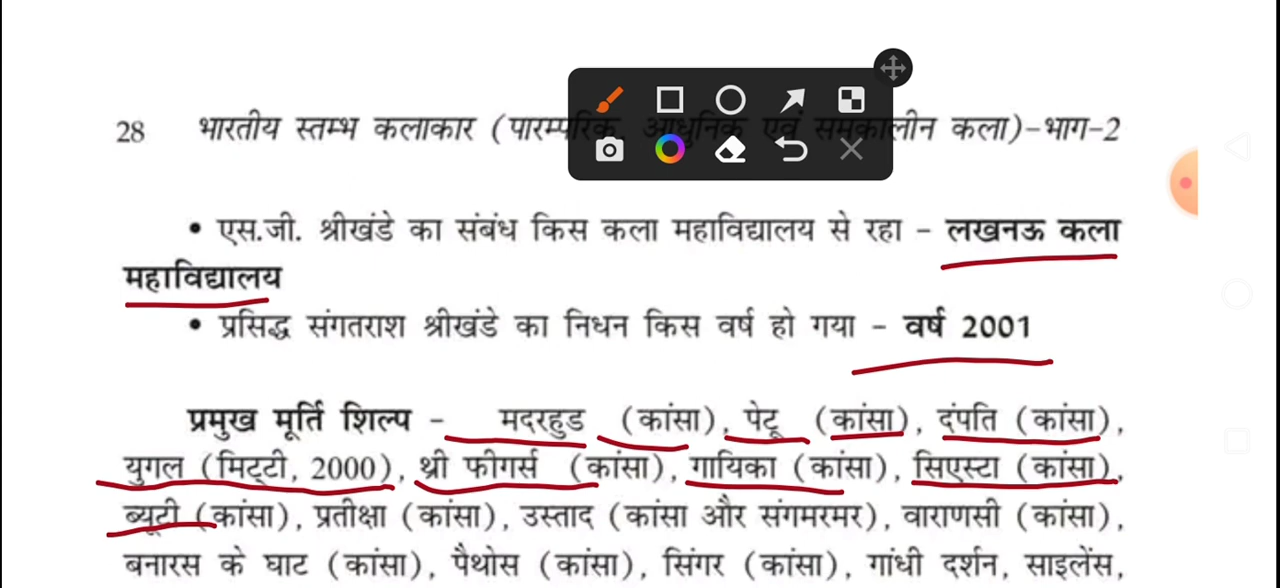 28 भारतीय स्तम्भ कलाकार (पारम्परिक, आधुनिक एवं समकालीन कला)-भाग-2
• एस.जी. श्रीखंडे का संबंध किस कला महाविद्यालय से रहा - लखनऊ कला
महाविद्यालय
• प्रसिद्ध संगतराश श्रीखंडे का निधन किस वर्ष हो गया - वर्ष 2001
प्रमुख मूर्ति शिल्प - मदरहुड (कांसा), पेटू (कांसा), दंपति (कांसा),
युगल (मिट्टी, 2000), थ्री फीगर्स (कांसा), गायिका (कांसा), सिएस्टा (कांसा),
ब्यूटी (कांसा), प्रतीक्षा (कांसा), उस्ताद (कांसा और संगमरमर), वाराणसी (कांसा),
बनारस के घाट (कांसा), पैथोस (कांसा), सिंगर (कांसा), गांधी दर्शन, साइलेंस,